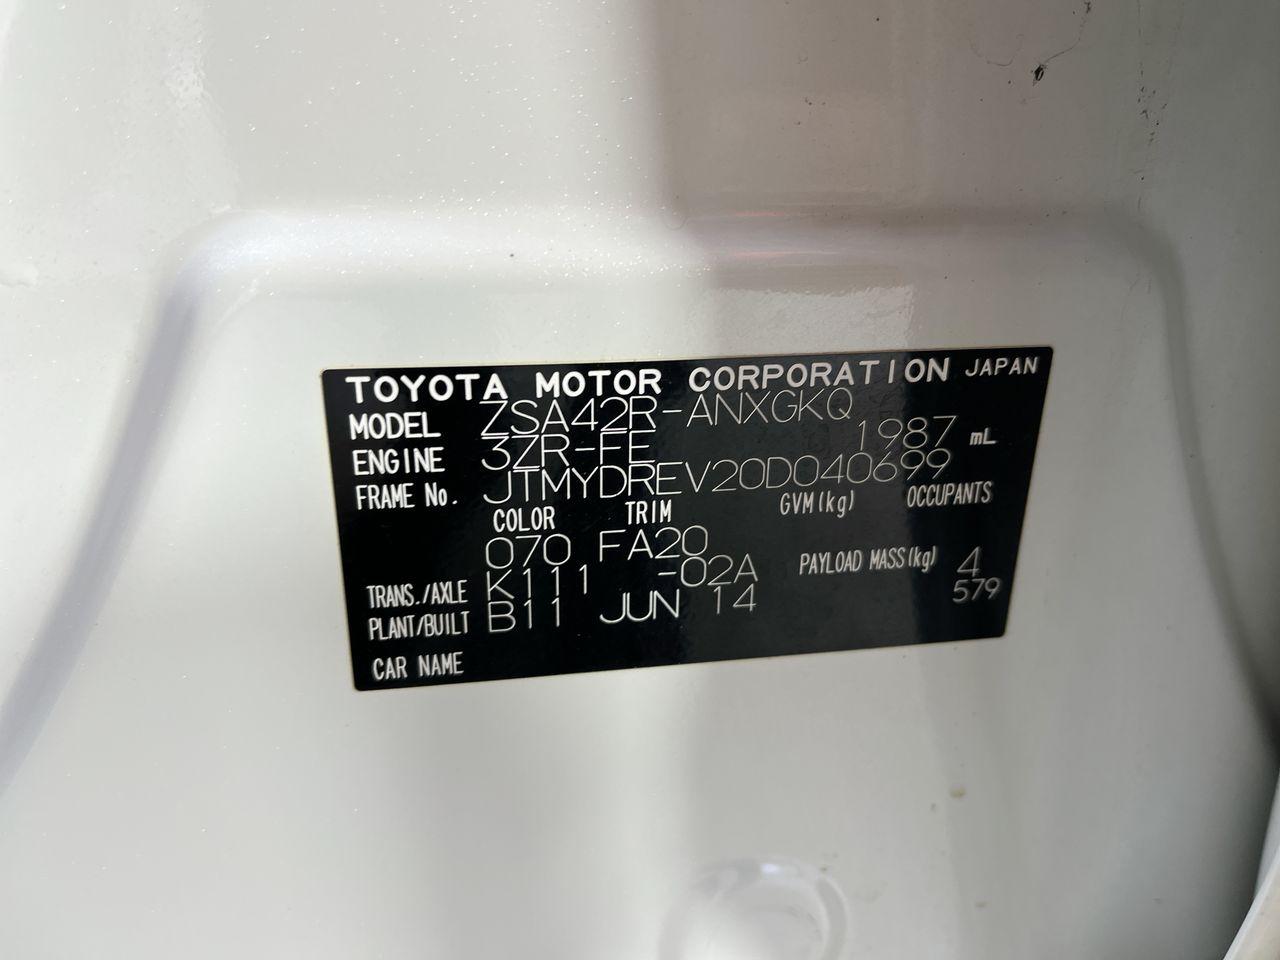 TOYOTA MOTOR CORPORATION JAPAN
MODEL ZSA42R-ANXGKQ
ENGINE 3ZR-FE 1987 mL
FRAME No. JTMYDREV20D040699
COLOR TRIM GVM(kg) OCCUPANTS
070 FA20
TRANS./AXLE K111 -02A PAYLOAD MASS(kg) 4
PLANT/BUILT B11 JUN 14 579
CAR NAME